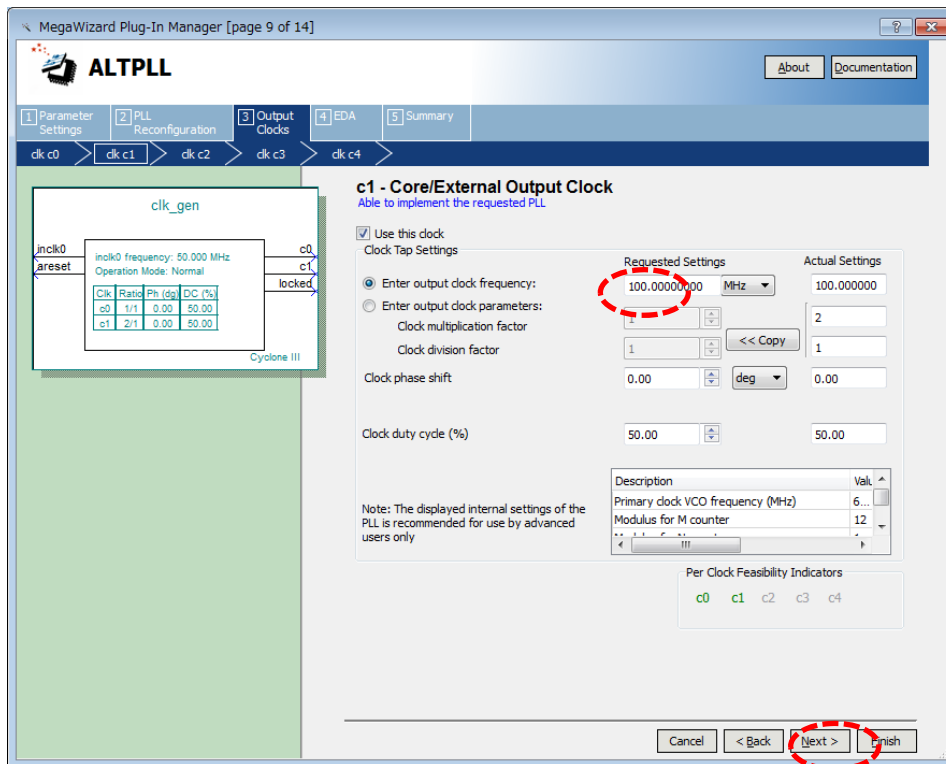 MegaWizard Plug-In Manager [page 9 of 14]
ALTPLL
About
Documentation
1 Parameter Settings
2 PLL Reconfiguration
3 Output Clocks
4 EDA
5 Summary
clk c0
clk c1
clk c2
clk c3
clk c4
clk_gen
inclk0
areset
c0
c1
locked
inclk0 frequency: 50.000 MHz
Operation Mode: Normal
Clk Ratio Ph (dg) DC (%)
c0 1/1 0.00 50.00
c1 2/1 0.00 50.00
Cyclone III
c1 - Core/External Output Clock
Able to implement the requested PLL
Use this clock
Clock Tap Settings
Requested Settings
Actual Settings
Enter output clock frequency:
100.00000000
MHz
100.000000
Enter output clock parameters:
Clock multiplication factor
1
2
<< Copy
Clock division factor
1
1
Clock phase shift
0.00
deg
0.00
Clock duty cycle (%)
50.00
50.00
Note: The displayed internal settings of the
PLL is recommended for use by advanced
users only
Description
Primary clock VCO frequency (MHz) 6...
Modulus for M counter 12
Per Clock Feasibility Indicators
c0 c1 c2 c3 c4
Cancel
< Back
Next >
Finish